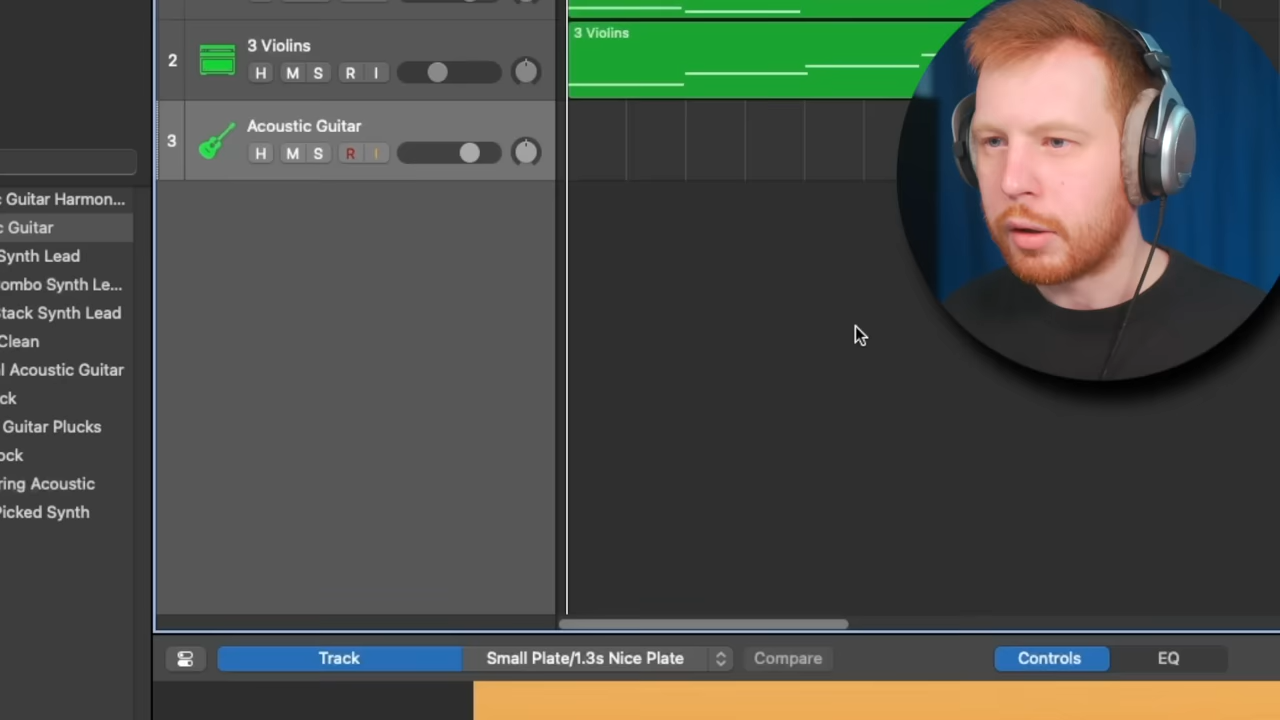 2
3 Violins
H M S R I
3 Violins
3
Acoustic Guitar
H M S R I
c Guitar Harmon...
c Guitar
Synth Lead
ombo Synth Le...
Stack Synth Lead
Clean
l Acoustic Guitar
ck
Guitar Plucks
ock
ring Acoustic
Picked Synth
Track
Small Plate/1.3s Nice Plate
Compare
Controls
EQ